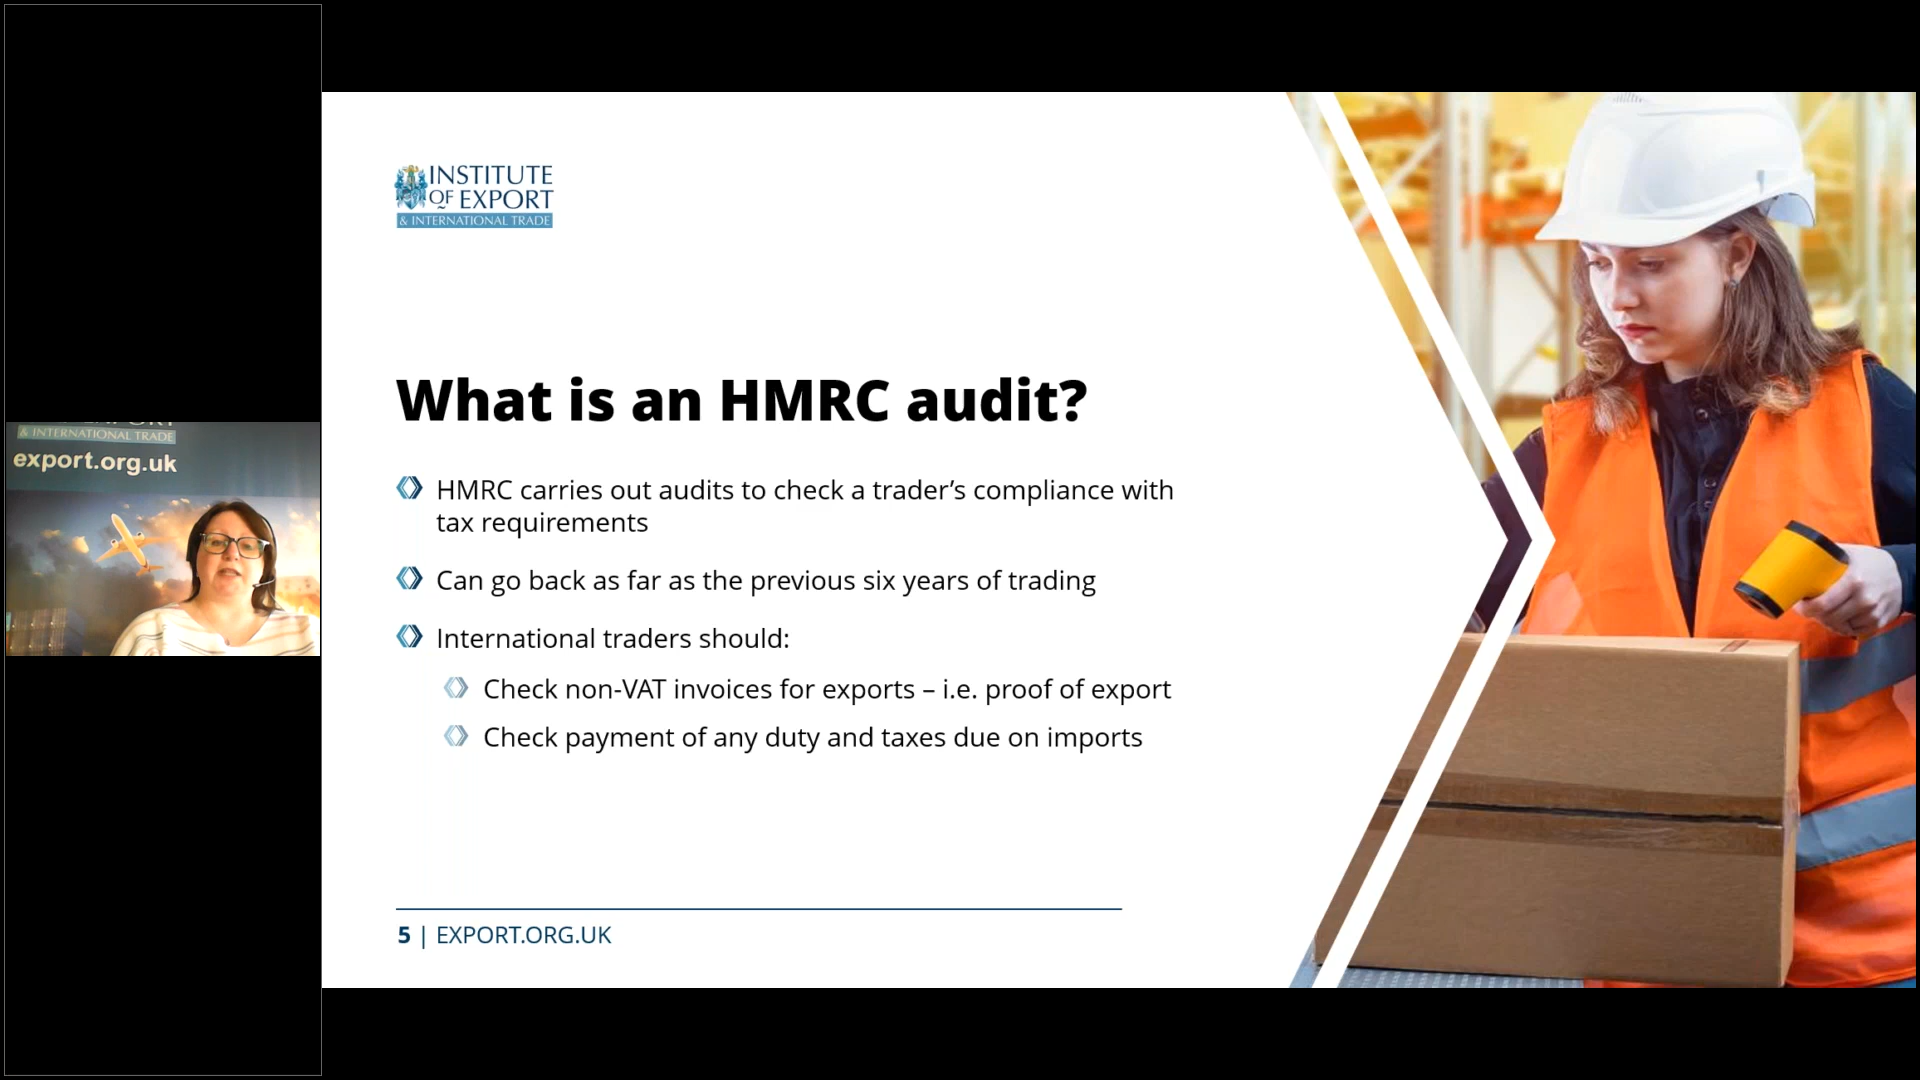 INSTITUTE
OF EXPORT
& INTERNATIONAL TRADE
What is an HMRC audit?
HMRC carries out audits to check a trader’s compliance with
tax requirements
Can go back as far as the previous six years of trading
International traders should:
Check non-VAT invoices for exports – i.e. proof of export
Check payment of any duty and taxes due on imports
5 | EXPORT.ORG.UK
& INTERNATIONAL TRADE
export.org.uk